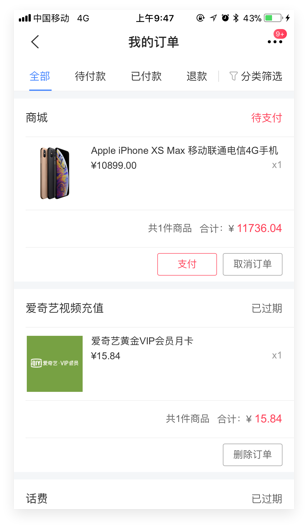 中国移动 4G 上午9:47 43%
我的订单 9+
全部 待付款 已付款 退款 分类筛选
商城 待支付
Apple iPhone XS Max 移动联通电信4G手机
¥10899.00 x1
共1件商品 合计：¥ 11736.04
支付 取消订单
爱奇艺视频充值 已过期
爱奇艺黄金VIP会员月卡
爱奇艺·VIP会员
¥15.84 x1
共1件商品 合计：¥ 15.84
删除订单
话费 已过期